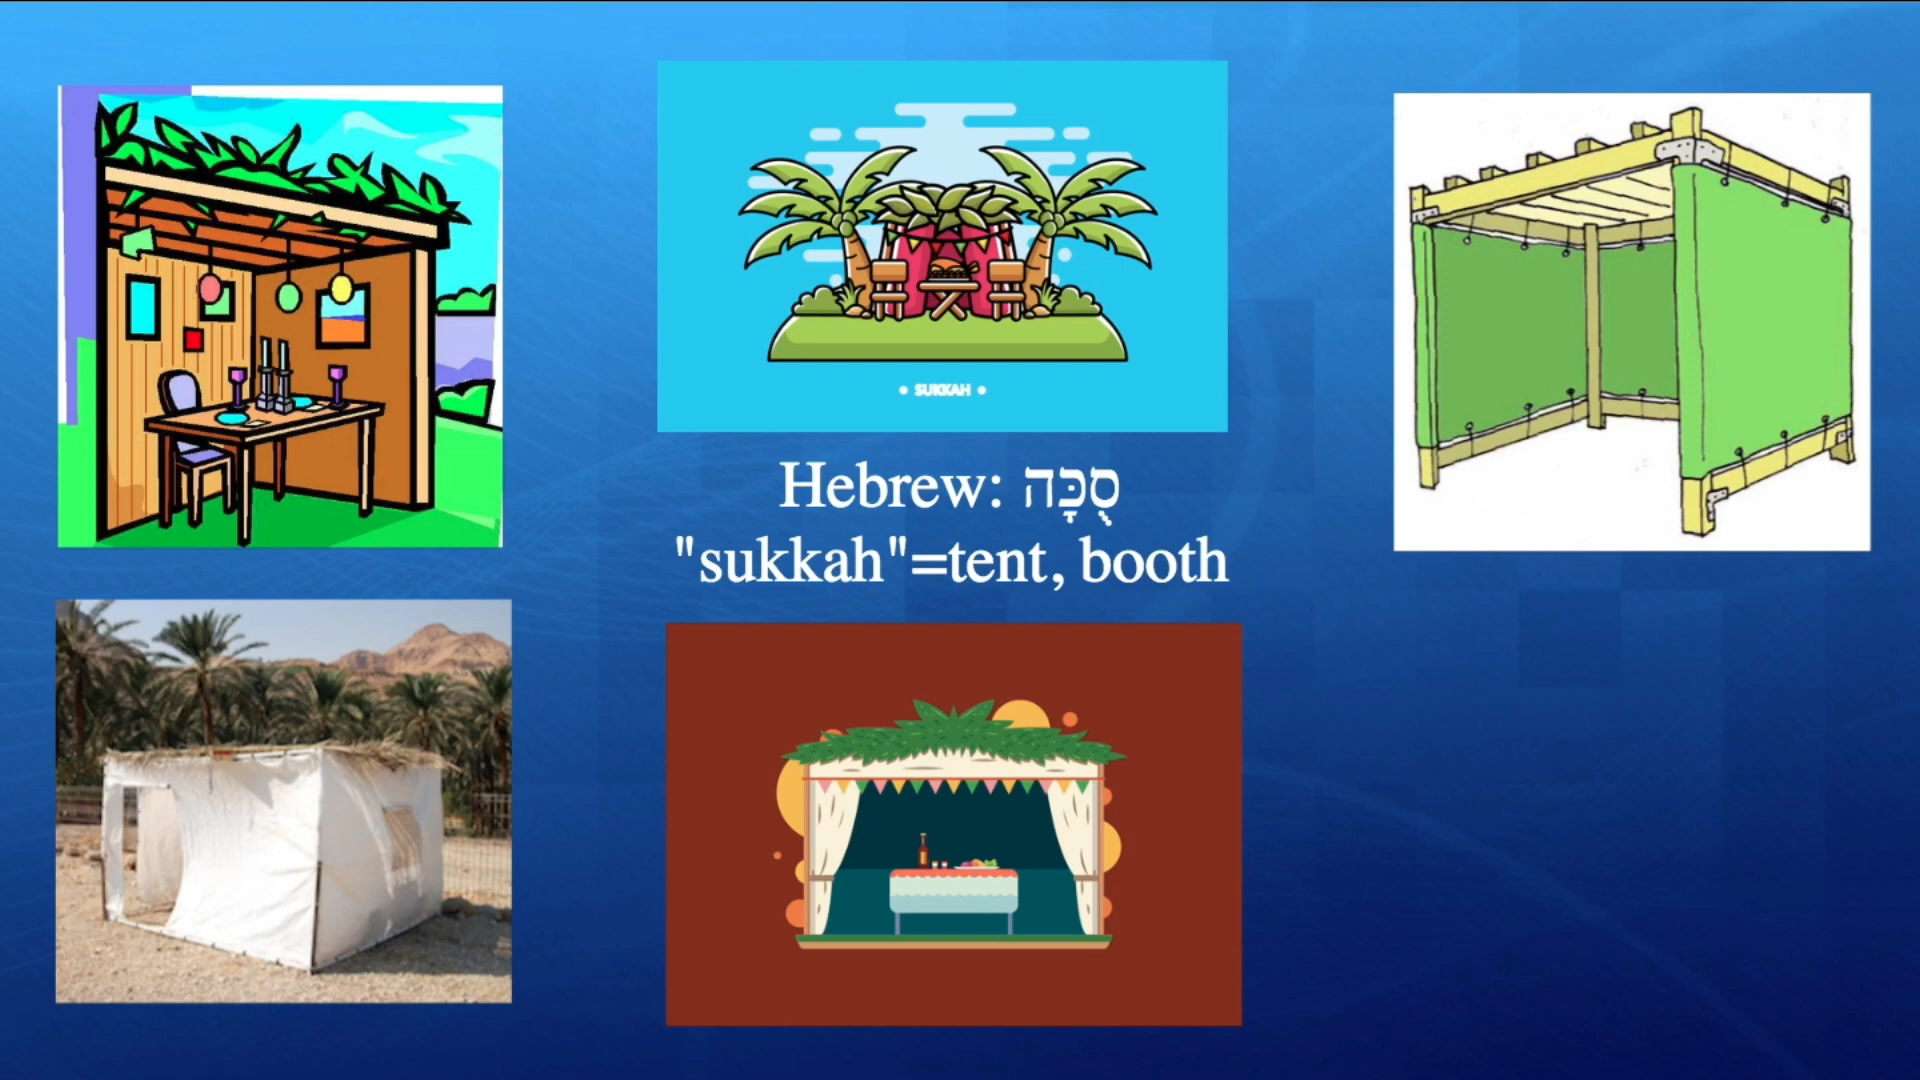 • SUKKAH •
Hebrew: סֻכָּה
"sukkah"=tent, booth